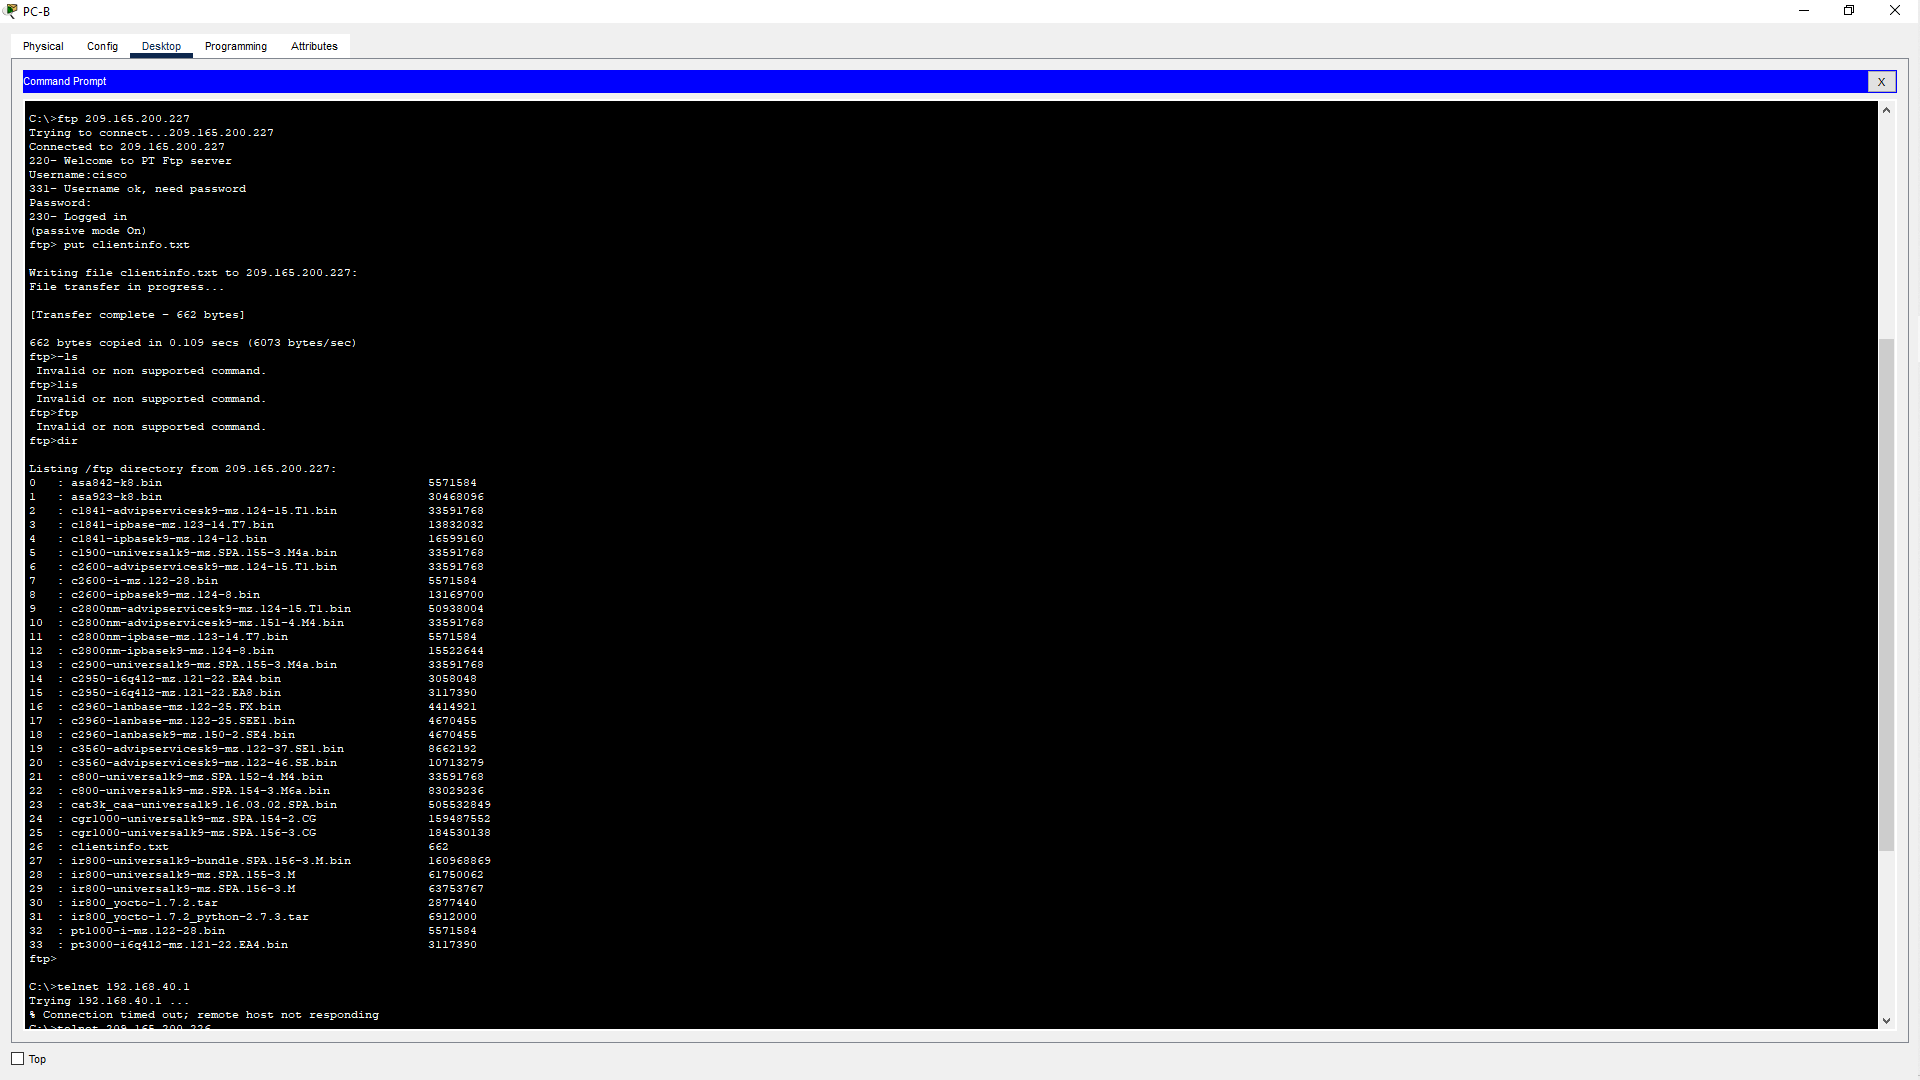 PC-B
Physical Config Desktop Programming Attributes
Command Prompt
X
C:\>ftp 209.165.200.227
Trying to connect...209.165.200.227
Connected to 209.165.200.227
220- Welcome to PT Ftp server
Username:cisco
331- Username ok, need password
Password:
230- Logged in
(passive mode On)
ftp> put clientinfo.txt
Writing file clientinfo.txt to 209.165.200.227:
File transfer in progress...
[Transfer complete - 662 bytes]
662 bytes copied in 0.109 secs (6073 bytes/sec)
ftp>-ls
Invalid or non supported command.
ftp>lis
Invalid or non supported command.
ftp>ftp
Invalid or non supported command.
ftp>dir
Listing /ftp directory from 209.165.200.227:
0 : asa842-k8.bin 5571584
1 : asa923-k8.bin 30468096
2 : c1841-advipservicesk9-mz.124-15.T1.bin 33591768
3 : c1841-ipbase-mz.123-14.T7.bin 13832032
4 : c1841-ipbasek9-mz.124-12.bin 16599160
5 : c1900-universalk9-mz.SPA.155-3.M4a.bin 33591768
6 : c2600-advipservicesk9-mz.124-15.T1.bin 33591768
7 : c2600-i-mz.122-28.bin 5571584
8 : c2600-ipbasek9-mz.124-8.bin 13169700
9 : c2800nm-advipservicesk9-mz.124-15.T1.bin 50938004
10 : c2800nm-advipservicesk9-mz.151-4.M4.bin 33591768
11 : c2800nm-ipbase-mz.123-14.T7.bin 5571584
12 : c2800nm-ipbasek9-mz.124-8.bin 15522644
13 : c2900-universalk9-mz.SPA.155-3.M4a.bin 33591768
14 : c2950-i6q4l2-mz.121-22.EA4.bin 3058048
15 : c2950-i6q4l2-mz.121-22.EA8.bin 3117390
16 : c2960-lanbase-mz.122-25.FX.bin 4414921
17 : c2960-lanbase-mz.122-25.SEE1.bin 4670455
18 : c2960-lanbasek9-mz.150-2.SE4.bin 4670455
19 : c3560-advipservicesk9-mz.122-37.SE1.bin 8662192
20 : c3560-advipservicesk9-mz.122-46.SE.bin 10713279
21 : c800-universalk9-mz.SPA.152-4.M4.bin 33591768
22 : c800-universalk9-mz.SPA.154-3.M6a.bin 83029236
23 : cat3k_caa-universalk9.16.03.02.SPA.bin 505532849
24 : cgr1000-universalk9-mz.SPA.154-2.CG 159487552
25 : cgr1000-universalk9-mz.SPA.156-3.CG 184530138
26 : clientinfo.txt 662
27 : ir800-universalk9-bundle.SPA.156-3.M.bin 160968869
28 : ir800-universalk9-mz.SPA.155-3.M 61750062
29 : ir800-universalk9-mz.SPA.156-3.M 63753767
30 : ir800_yocto-1.7.2.tar 2877440
31 : ir800_yocto-1.7.2_python-2.7.3.tar 6912000
32 : pt1000-i-mz.122-28.bin 5571584
33 : pt3000-i6q4l2-mz.121-22.EA4.bin 3117390
ftp>
C:\>telnet 192.168.40.1
Trying 192.168.40.1 ...
% Connection timed out; remote host not responding
C:\>telnet 209.165.200.226
Top